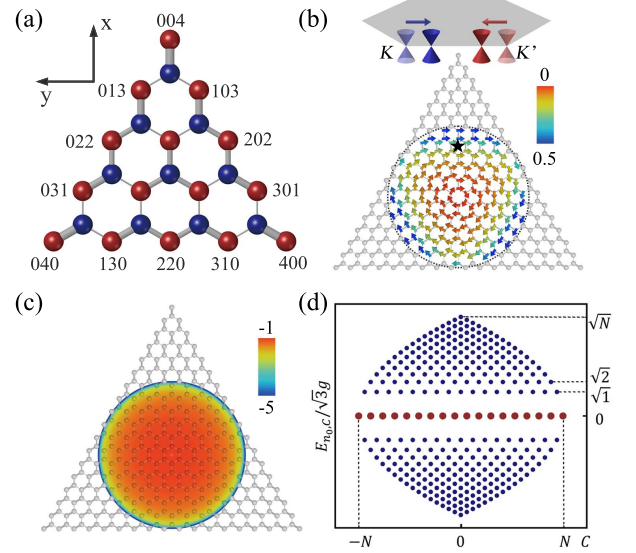 (a)
004
x
y
013
103
022
202
031
301
040
130
220
310
400
(b)
K
K’
0
0.5
(c)
-1
-5
(d)
√N
√2
√1
0
E_{n_0,C}/√3g
−N
0
N
C